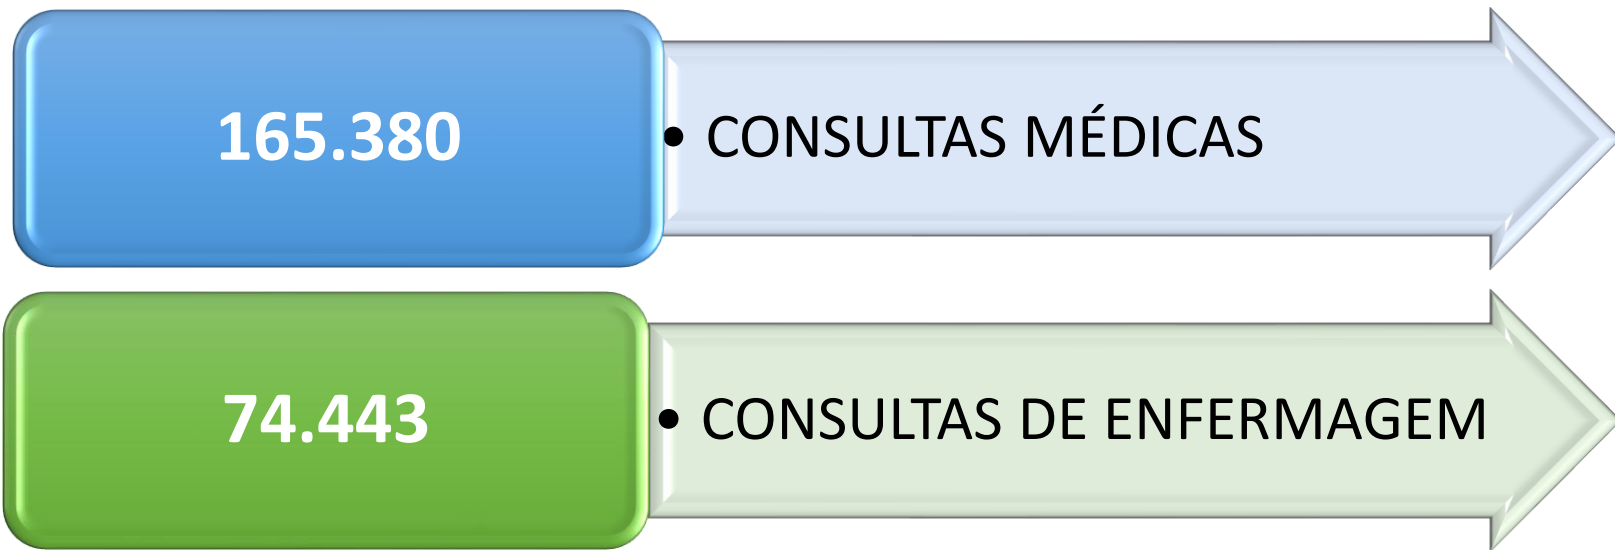 165.380
• CONSULTAS MÉDICAS
74.443
• CONSULTAS DE ENFERMAGEM